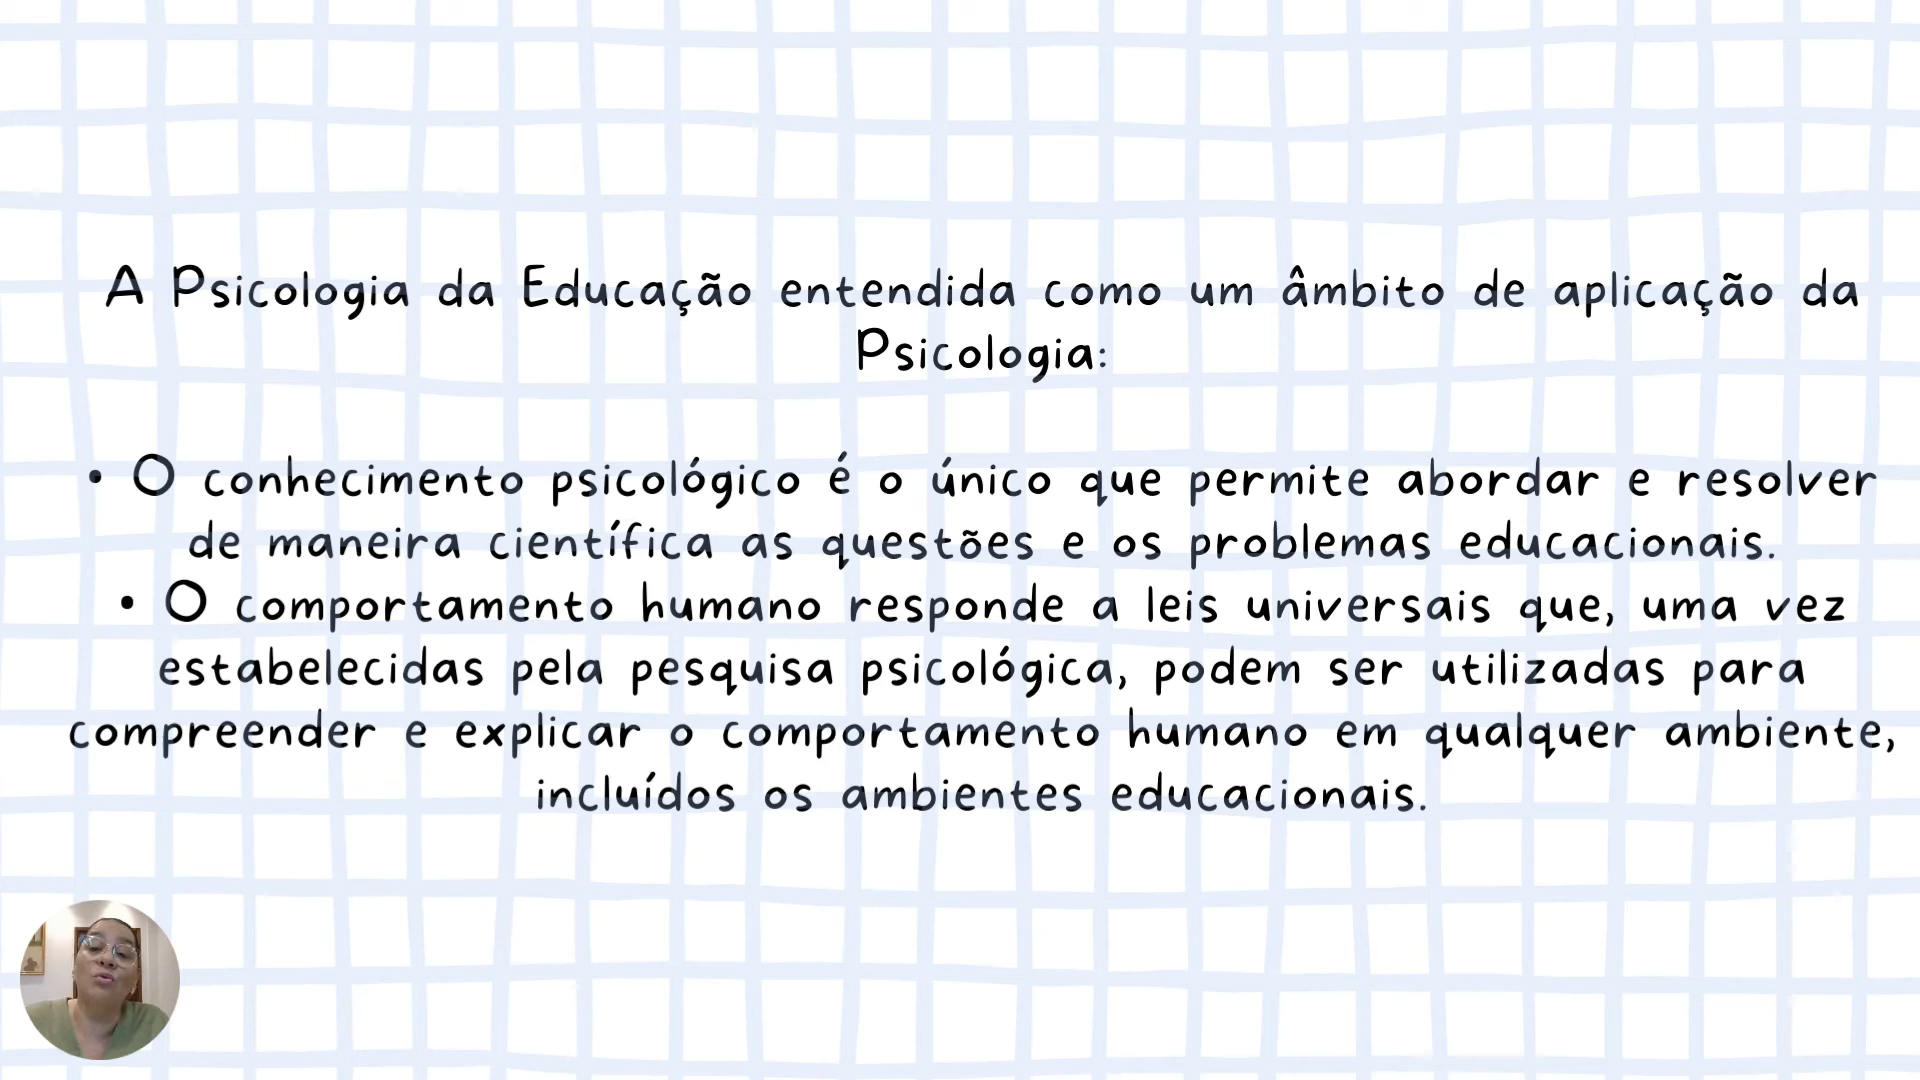 A Psicologia da Educação entendida como um âmbito de aplicação da
Psicologia:
• O conhecimento psicológico é o único que permite abordar e resolver
de maneira científica as questões e os problemas educacionais.
• O comportamento humano responde a leis universais que, uma vez
estabelecidas pela pesquisa psicológica, podem ser utilizadas para
compreender e explicar o comportamento humano em qualquer ambiente,
incluídos os ambientes educacionais.